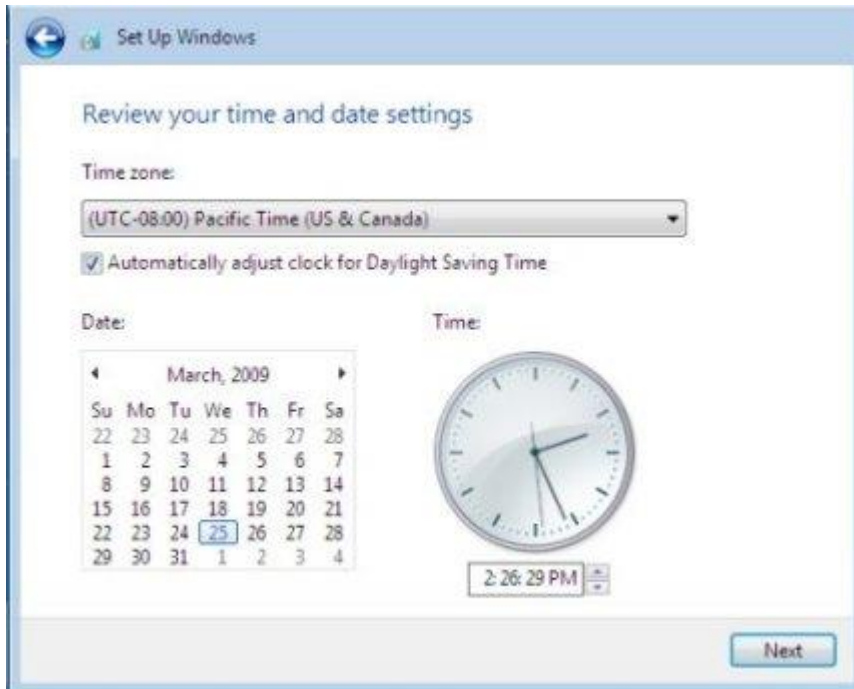 Set Up Windows
Review your time and date settings
Time zone:
(UTC-08:00) Pacific Time (US & Canada)
Automatically adjust clock for Daylight Saving Time
Date:
Time:
March, 2009
Su Mo Tu We Th Fr Sa
22 23 24 25 26 27 28
1 2 3 4 5 6 7
8 9 10 11 12 13 14
15 16 17 18 19 20 21
22 23 24 25 26 27 28
29 30 31 1 2 3 4
2: 26: 29 PM
Next